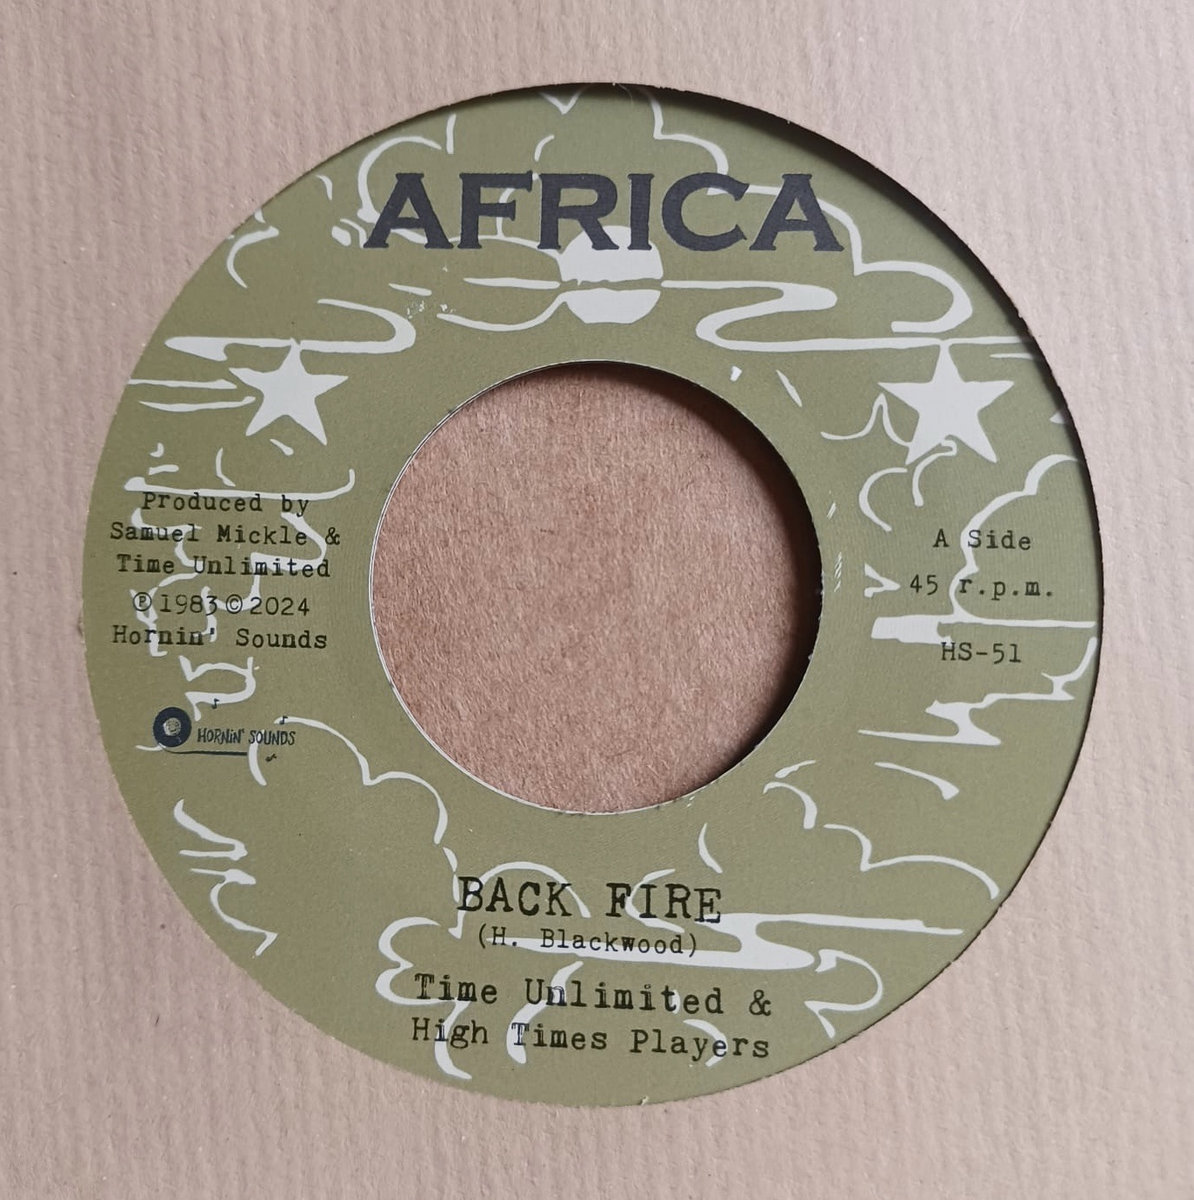 AFRICA
Produced by
Samuel Mickle &
Time Unlimited
℗1983©2024
Hornin' Sounds
HORNiN' SOUNDS
A Side
45 r.p.m.
HS-51
BACK FIRE
(H. Blackwood)
Time Unlimited &
High Times Players